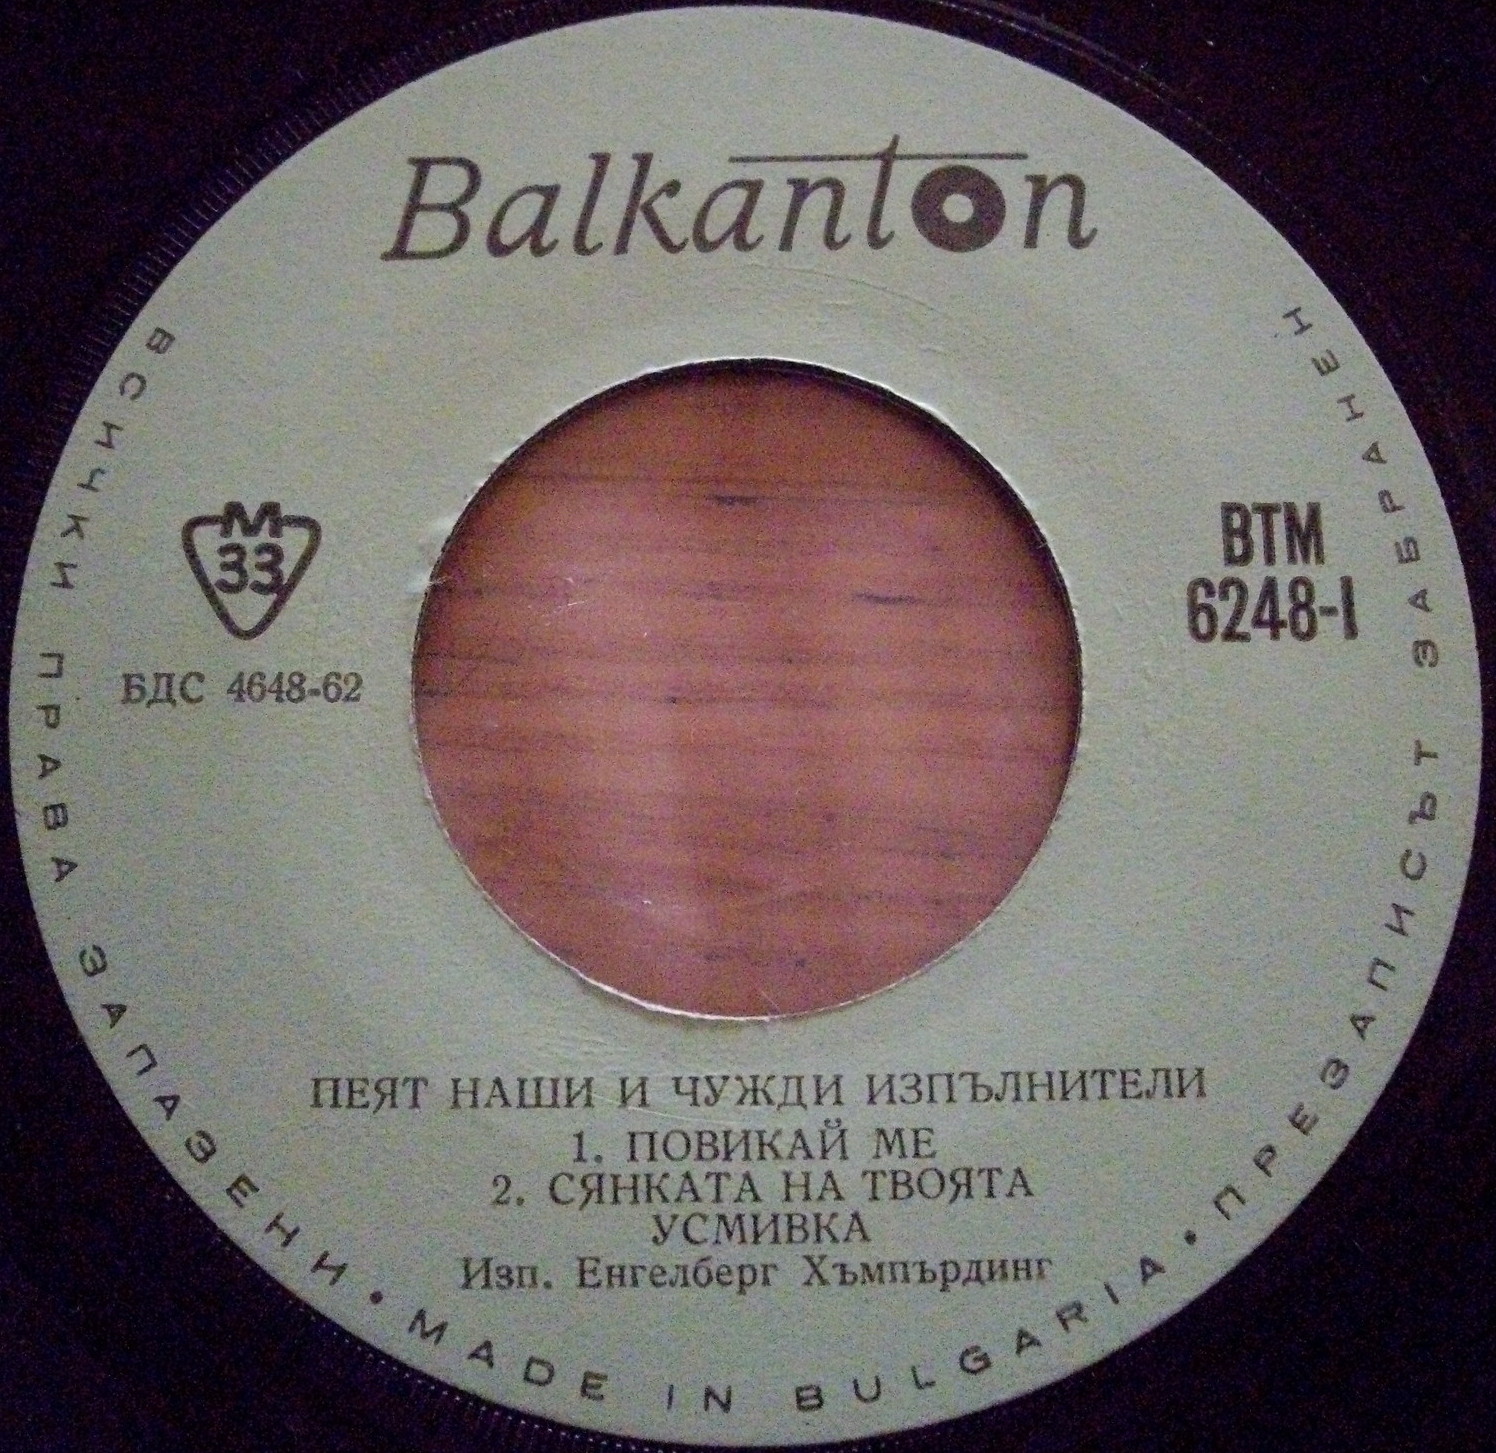 Balkanton
М
33
БДС 4648-62
ВТМ
6248-I
ПЕЯТ НАШИ И ЧУЖДИ ИЗПЪЛНИТЕЛИ
1. ПОВИКАЙ МЕ
2. СЯНКАТА НА ТВОЯТА
УСМИВКА
Изп. Енгелберг Хъмпърдинг
ВСИЧКИ ПРАВА ЗАПАЗЕНИ • MADE IN BULGARIA • ПРЕЗАПИСЪТ ЗАБРАНЕН